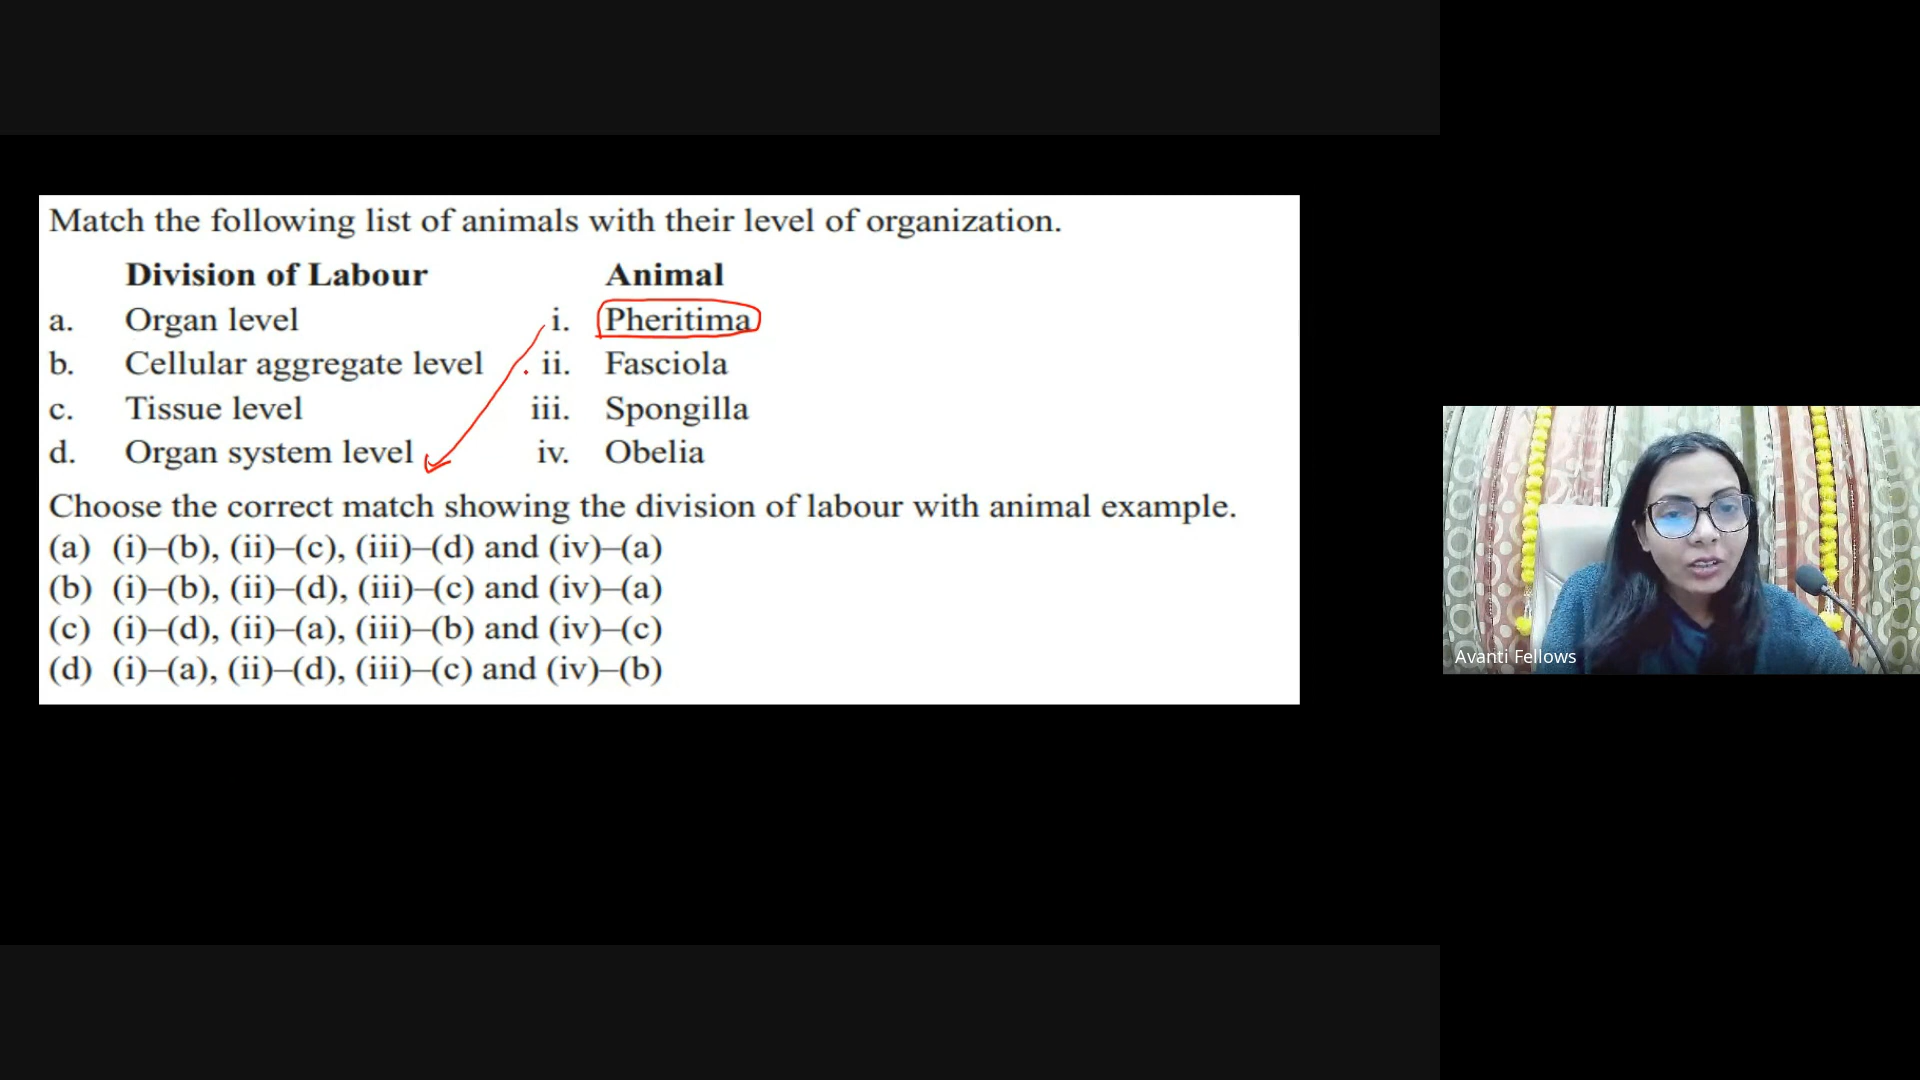 Match the following list of animals with their level of organization.
Division of Labour Animal
a. Organ level i. Pheritima
b. Cellular aggregate level ii. Fasciola
c. Tissue level iii. Spongilla
d. Organ system level iv. Obelia
Choose the correct match showing the division of labour with animal example.
(a) (i)–(b), (ii)–(c), (iii)–(d) and (iv)–(a)
(b) (i)–(b), (ii)–(d), (iii)–(c) and (iv)–(a)
(c) (i)–(d), (ii)–(a), (iii)–(b) and (iv)–(c)
(d) (i)–(a), (ii)–(d), (iii)–(c) and (iv)–(b)
Avanti Fellows